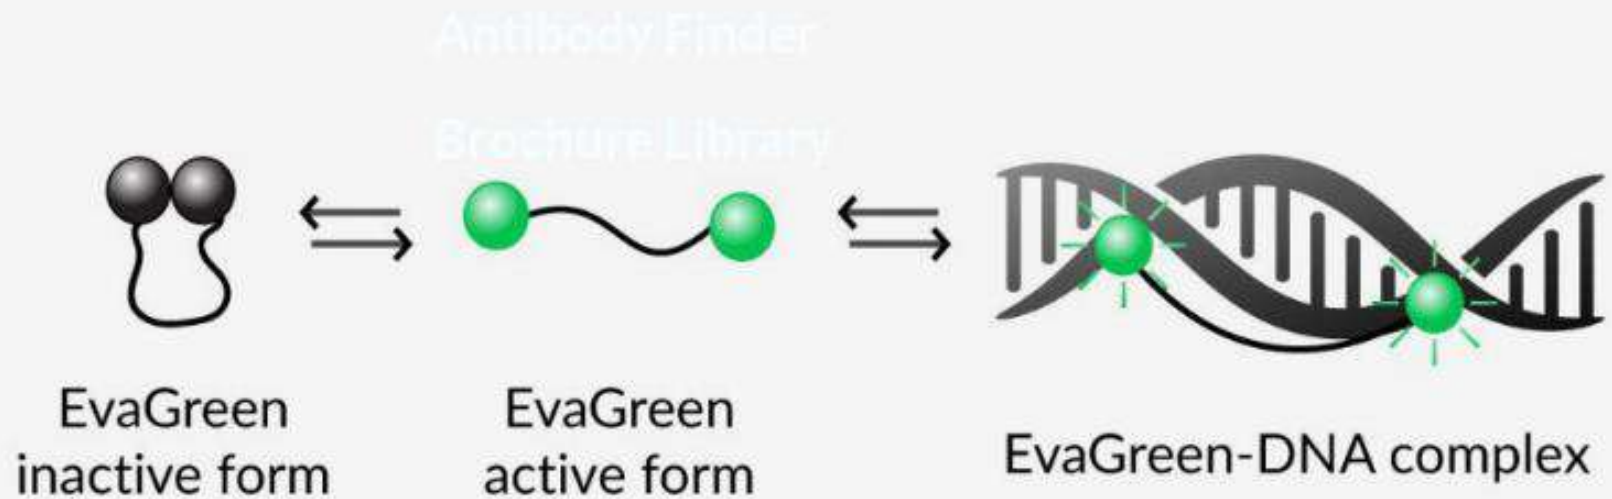 Antibody Finder
Brochure Library
EvaGreen
inactive form
EvaGreen
active form
EvaGreen-DNA complex